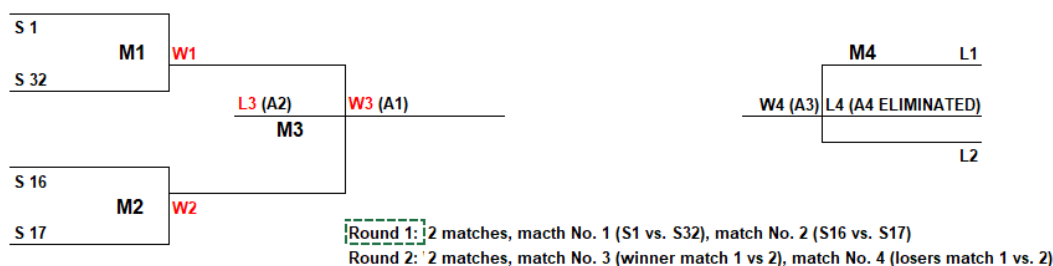 S 1
M1
W1
S 32
L3 (A2)
W3 (A1)
M3
S 16
M2
W2
S 17
M4
L1
W4 (A3)
L4 (A4 ELIMINATED)
L2
Round 1: 2 matches, macth No. 1 (S1 vs. S32), match No. 2 (S16 vs. S17)
Round 2: 2 matches, match No. 3 (winner match 1 vs 2), match No. 4 (losers match 1 vs. 2)